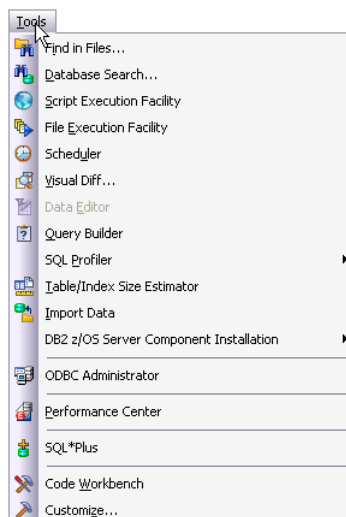 Tools
Find in Files...
Database Search...
Script Execution Facility
File Execution Facility
Scheduler
Visual Diff...
Data Editor
Query Builder
SQL Profiler
Table/Index Size Estimator
Import Data
DB2 z/OS Server Component Installation
ODBC Administrator
Performance Center
SQL*Plus
Code Workbench
Customize...